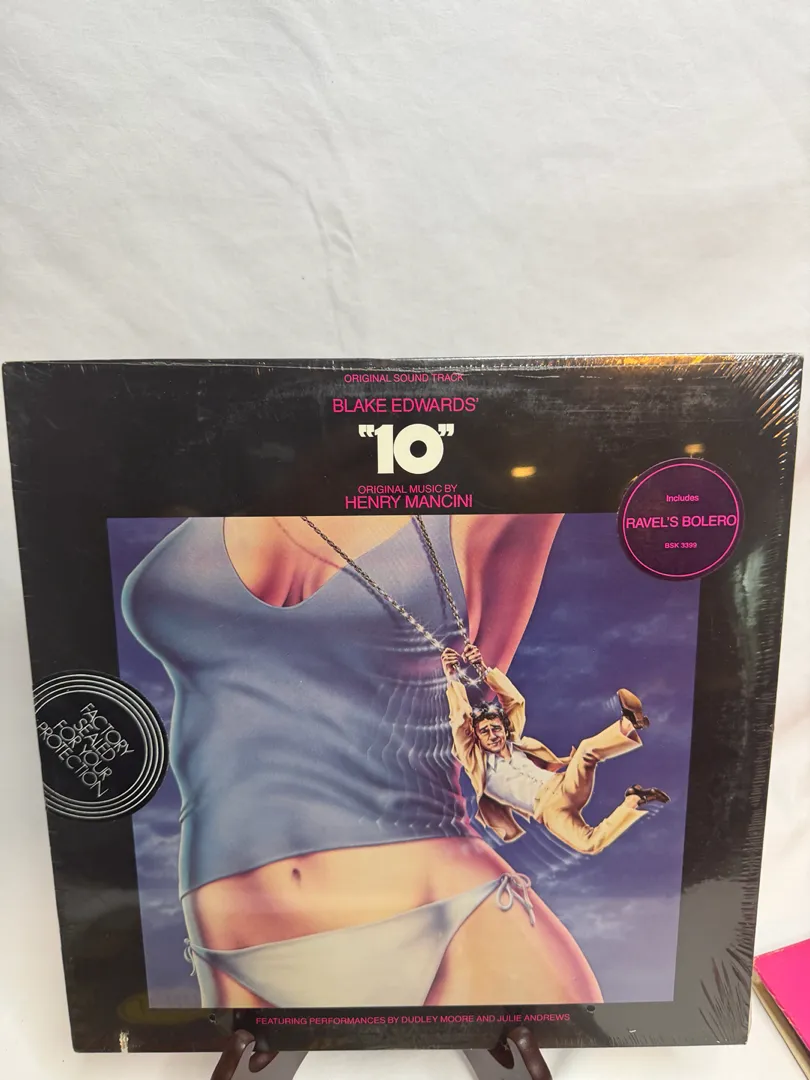 ORIGINAL SOUND TRACK
BLAKE EDWARDS'
"10"
ORIGINAL MUSIC BY
HENRY MANCINI
Includes
RAVEL'S BOLERO
BSK 3399
FACTORY
SEALED
FOR YOUR
PROTECTION
FEATURING PERFORMANCES BY DUDLEY MOORE AND JULIE ANDREWS